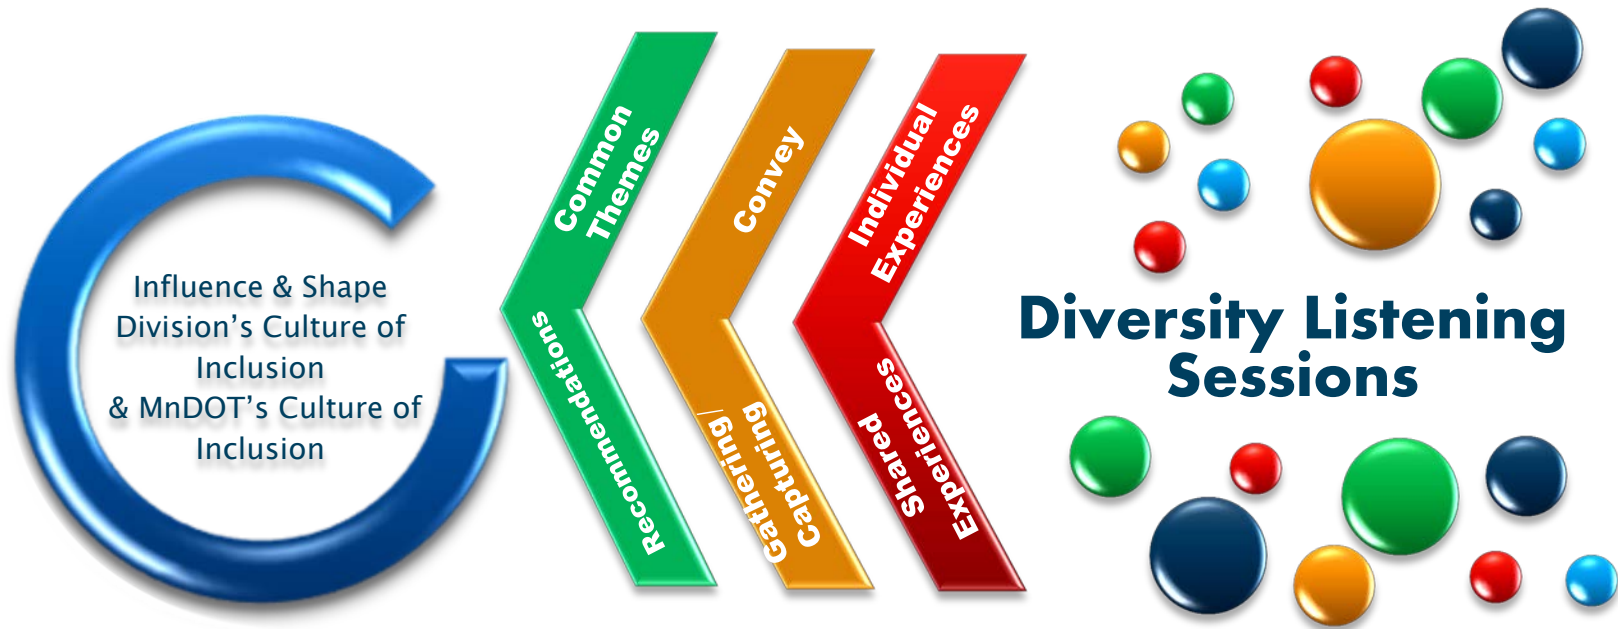 Influence & Shape
Division’s Culture of
Inclusion
& MnDOT’s Culture of
Inclusion
Common
Themes
Recommendations
Convey
Gathering/
Capturing
Individual
Experiences
Shared
Experiences
Diversity Listening
Sessions